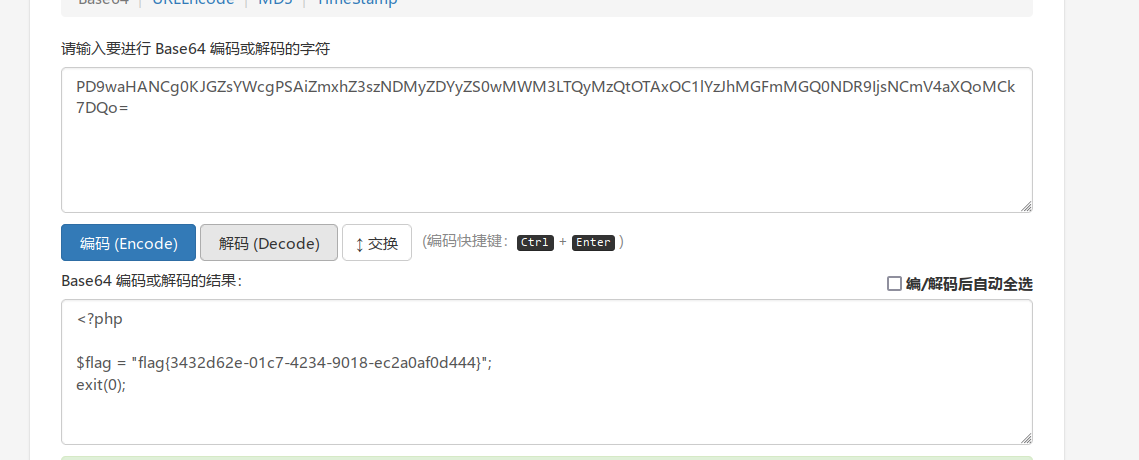 Base64 | URLEncode | MD5 | TimeStamp
请输入要进行 Base64 编码或解码的字符
PD9waHANCg0KJGZsYWcgPSAiZmxhZ3szNDMyZDYyZS0wMWM3LTQyMzQtOTAxOC1lYzJhMGFmMGQ0NDR9IjsNCmV4aXQoMCk
7DQo=
编码 (Encode) 解码 (Decode) ↕ 交换 (编码快捷键: Ctrl + Enter )
Base64 编码或解码的结果: 编/解码后自动全选
<?php
$flag = "flag{3432d62e-01c7-4234-9018-ec2a0af0d444}";
exit(0);